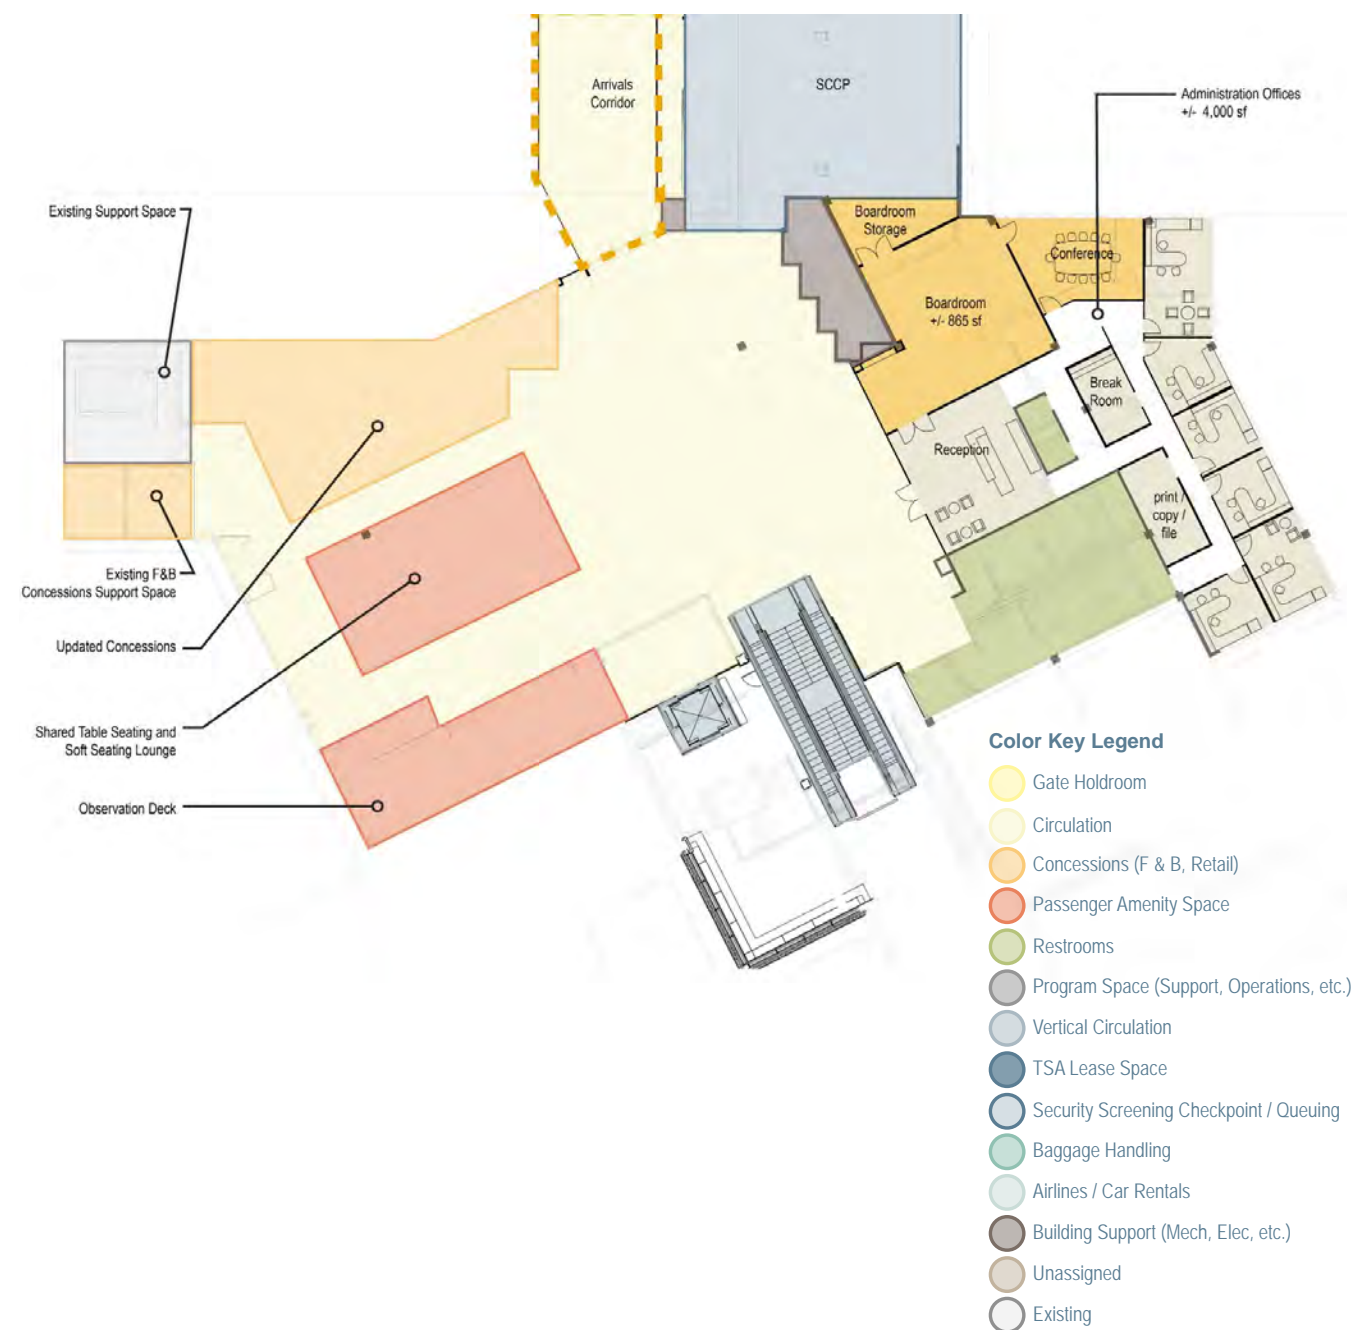 Arrivals
Corridor
SCCP
Administration Offices
+/- 4,000 sf
Existing Support Space
Boardroom
Storage
Conference
Boardroom
+/- 865 sf
Break
Room
Reception
print /
copy /
file
Existing F&B
Concessions Support Space
Updated Concessions
Shared Table Seating and
Soft Seating Lounge
Observation Deck
Color Key Legend
Gate Holdroom
Circulation
Concessions (F & B, Retail)
Passenger Amenity Space
Restrooms
Program Space (Support, Operations, etc.)
Vertical Circulation
TSA Lease Space
Security Screening Checkpoint / Queuing
Baggage Handling
Airlines / Car Rentals
Building Support (Mech, Elec, etc.)
Unassigned
Existing